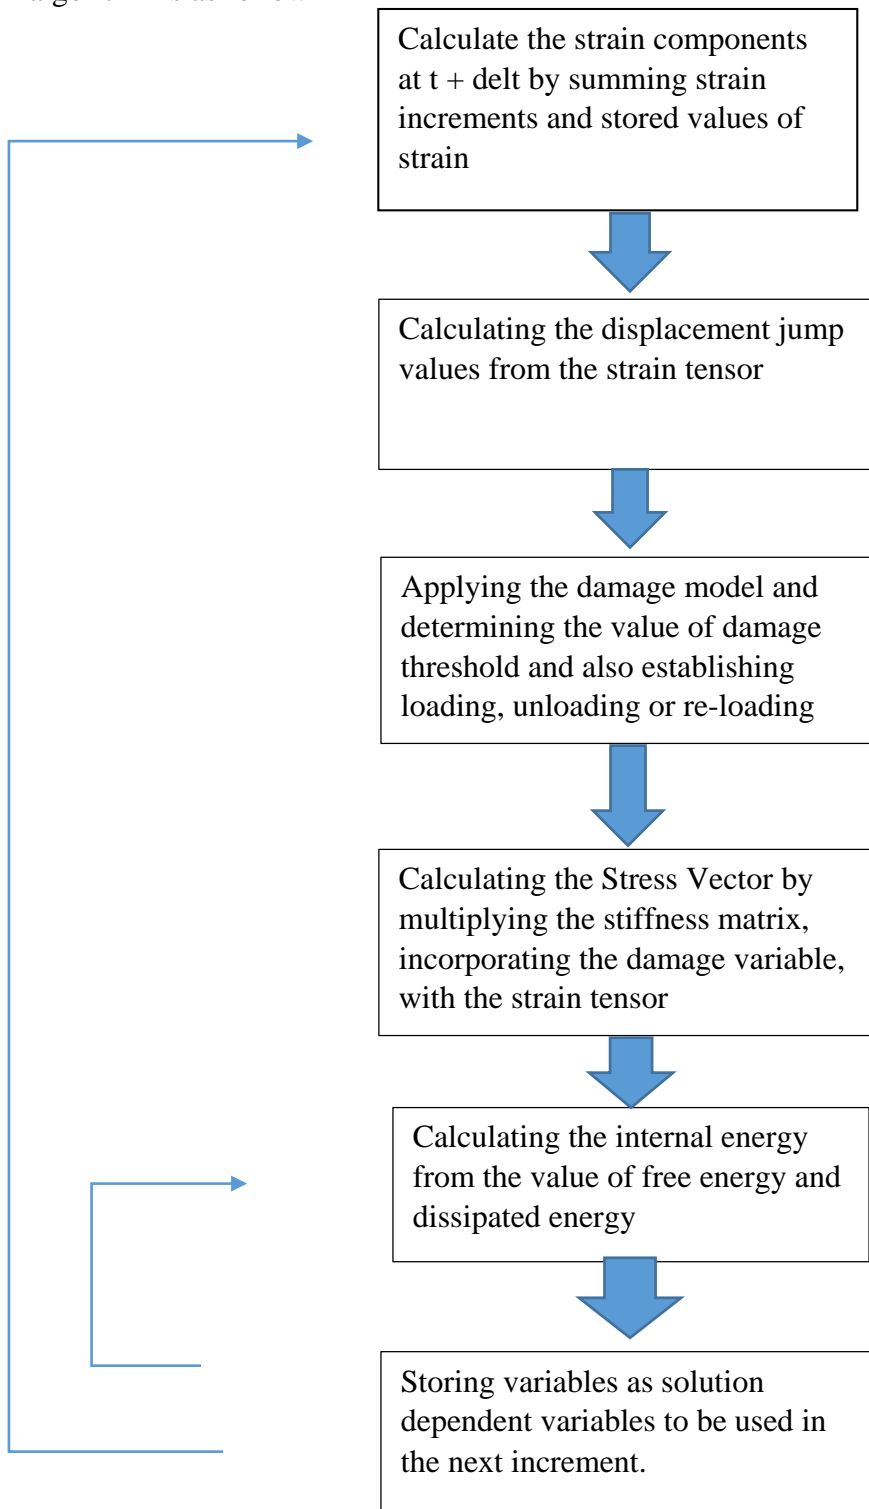 Calculate the strain components
at t + delt by summing strain
increments and stored values of
strain
Calculating the displacement jump
values from the strain tensor
Applying the damage model and
determining the value of damage
threshold and also establishing
loading, unloading or re-loading
Calculating the Stress Vector by
multiplying the stiffness matrix,
incorporating the damage variable,
with the strain tensor
Calculating the internal energy
from the value of free energy and
dissipated energy
Storing variables as solution
dependent variables to be used in
the next increment.